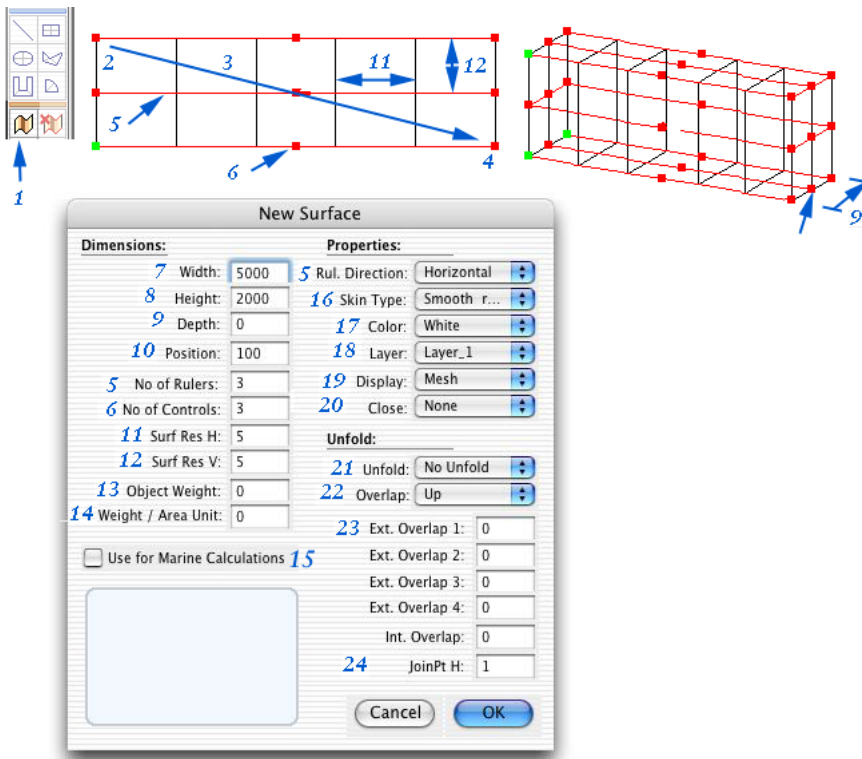 2 3 11 12
5
6 4
1 9
New Surface
Dimensions: Properties:
7 Width: 5000 5 Rul. Direction: Horizontal
8 Height: 2000 16 Skin Type: Smooth r...
9 Depth: 0 17 Color: White
10 Position: 100 18 Layer: Layer_1
5 No of Rulers: 3 19 Display: Mesh
6 No of Controls: 3 20 Close: None
11 Surf Res H: 5 Unfold:
12 Surf Res V: 5 21 Unfold: No Unfold
13 Object Weight: 0 22 Overlap: Up
14 Weight / Area Unit: 0 23 Ext. Overlap 1: 0
Use for Marine Calculations 15 Ext. Overlap 2: 0
Ext. Overlap 3: 0
Ext. Overlap 4: 0
Int. Overlap: 0
24 JoinPt H: 1
Cancel OK